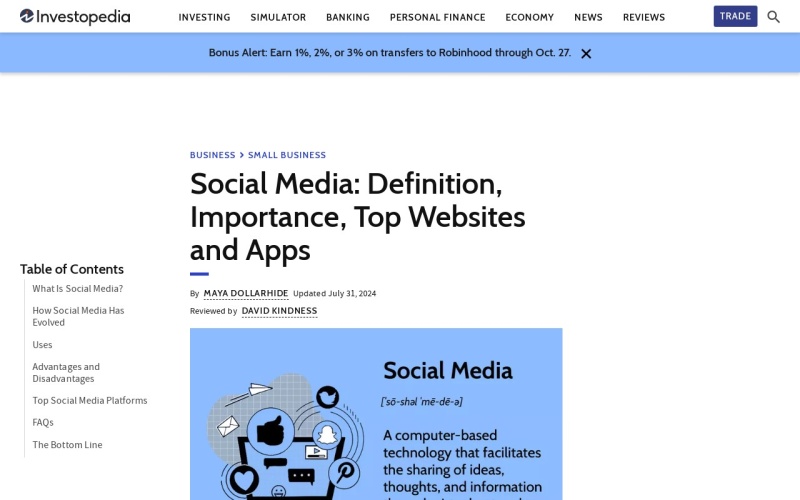 Investopedia
INVESTING SIMULATOR BANKING PERSONAL FINANCE ECONOMY NEWS REVIEWS TRADE
Bonus Alert: Earn 1%, 2%, or 3% on transfers to Robinhood through Oct. 27.
BUSINESS SMALL BUSINESS
Social Media: Definition,
Importance, Top Websites
and Apps
By MAYA DOLLARHIDE Updated July 31, 2024
Reviewed by DAVID KINDNESS
Table of Contents
What Is Social Media?
How Social Media Has
Evolved
Uses
Advantages and
Disadvantages
Top Social Media Platforms
FAQs
The Bottom Line
Social Media
['sō-shəl 'mē-dē-ə]
A computer-based
technology that facilitates
the sharing of ideas,
thoughts, and information